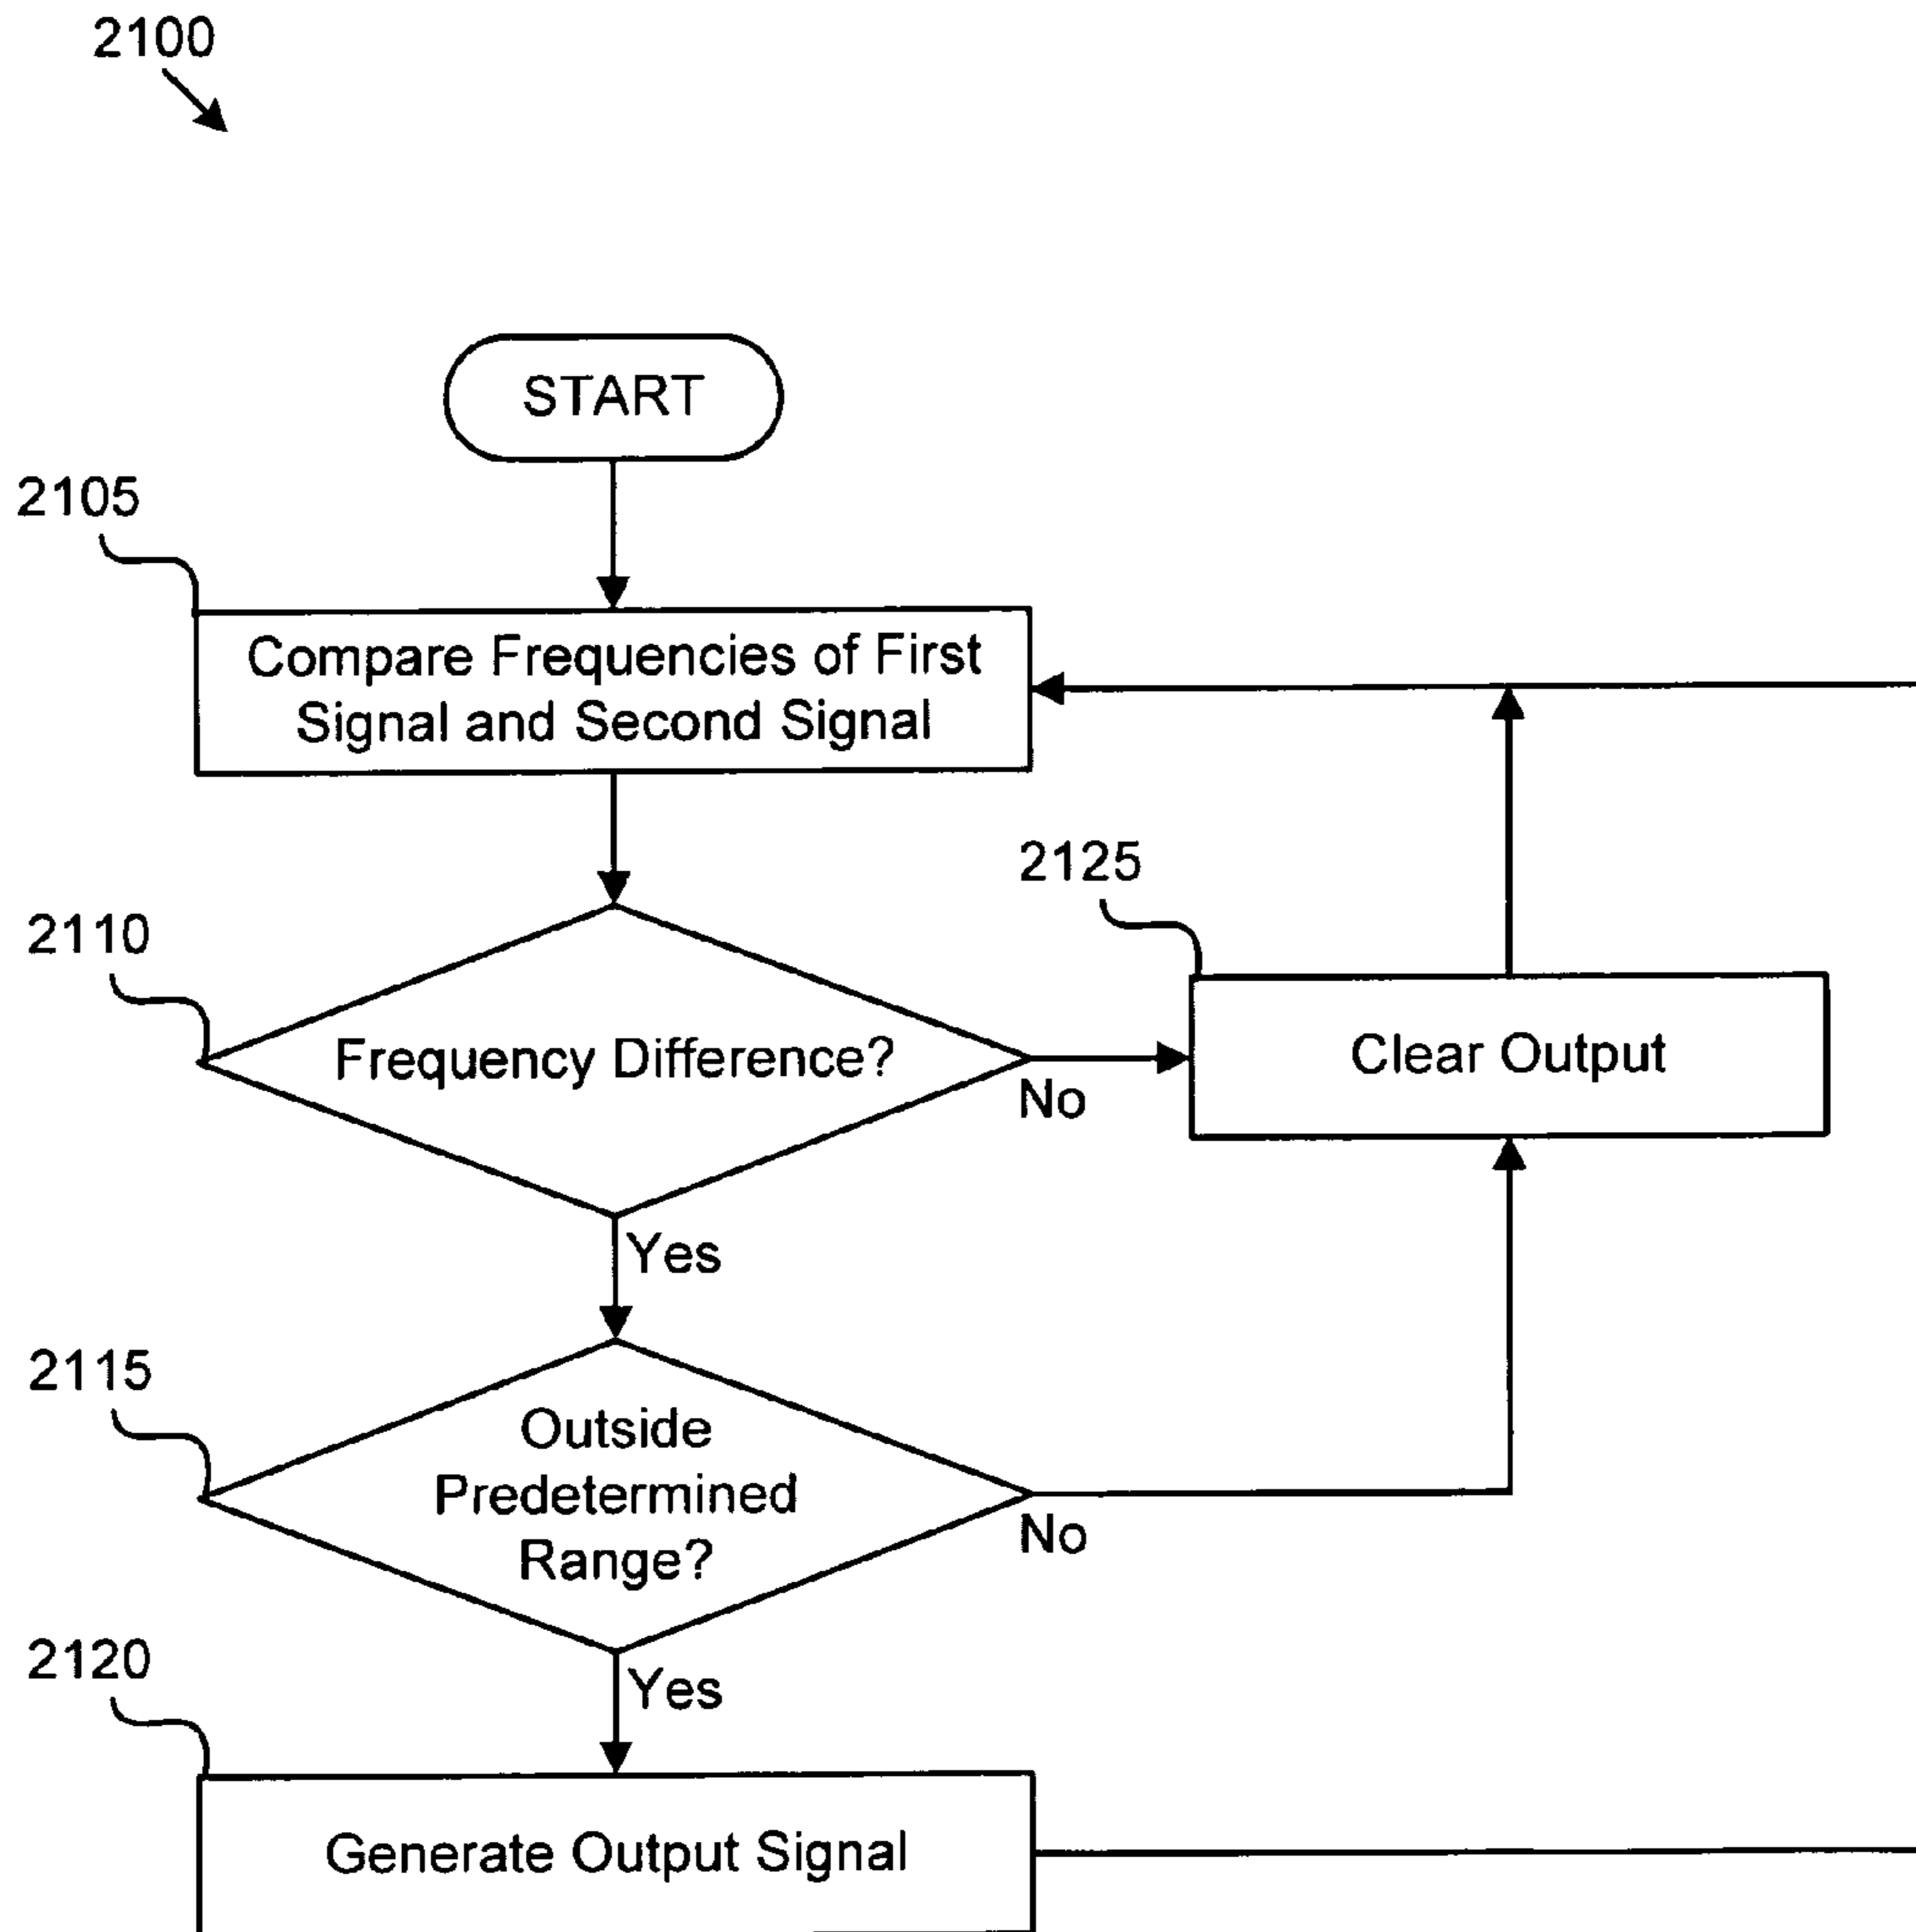 2100
START
2105
Compare Frequencies of First
Signal and Second Signal
2125
2110
Frequency Difference?
Clear Output
No
Yes
2115
Outside
Predetermined
Range?
No
2120
Yes
Generate Output Signal